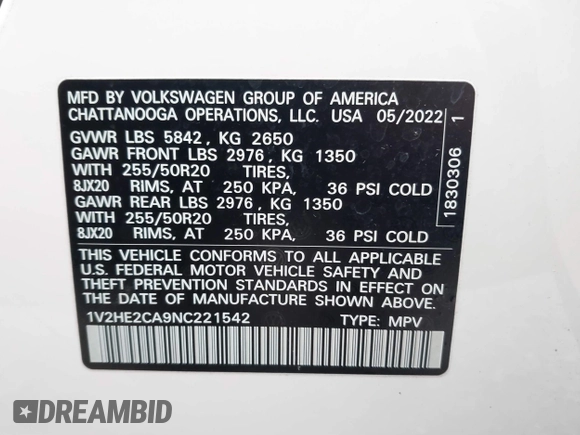 MFD BY VOLKSWAGEN GROUP OF AMERICA
CHATTANOOGA OPERATIONS, LLC. USA 05/2022
GVWR LBS 5842 , KG 2650
GAWR FRONT LBS 2976 , KG 1350
WITH 255/50R20 TIRES,
8JX20 RIMS, AT 250 KPA, 36 PSI COLD
GAWR REAR LBS 2976 , KG 1350
WITH 255/50R20 TIRES,
8JX20 RIMS, AT 250 KPA, 36 PSI COLD
THIS VEHICLE CONFORMS TO ALL APPLICABLE
U.S. FEDERAL MOTOR VEHICLE SAFETY AND
THEFT PREVENTION STANDARDS IN EFFECT ON THE
DATE OF MANUFACTURE SHOWN ABOVE.
1V2HE2CA9NC221542 TYPE: MPV
1830306 1
DREAMBID